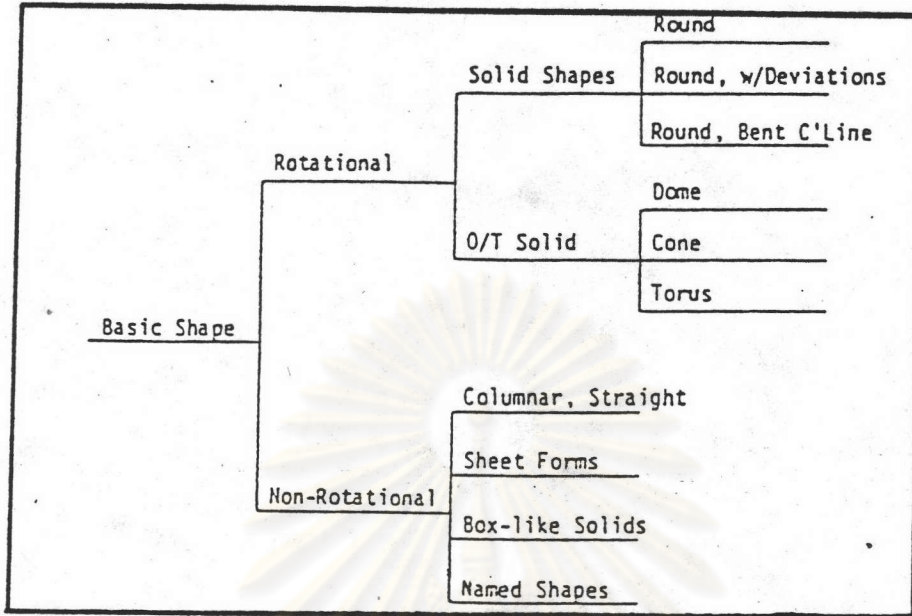 Round
Solid Shapes
Round, w/Deviations
Round, Bent C'Line
Rotational
Dome
O/T Solid
Cone
Torus
Basic Shape
Columnar, Straight
Sheet Forms
Non-Rotational
Box-like Solids
Named Shapes